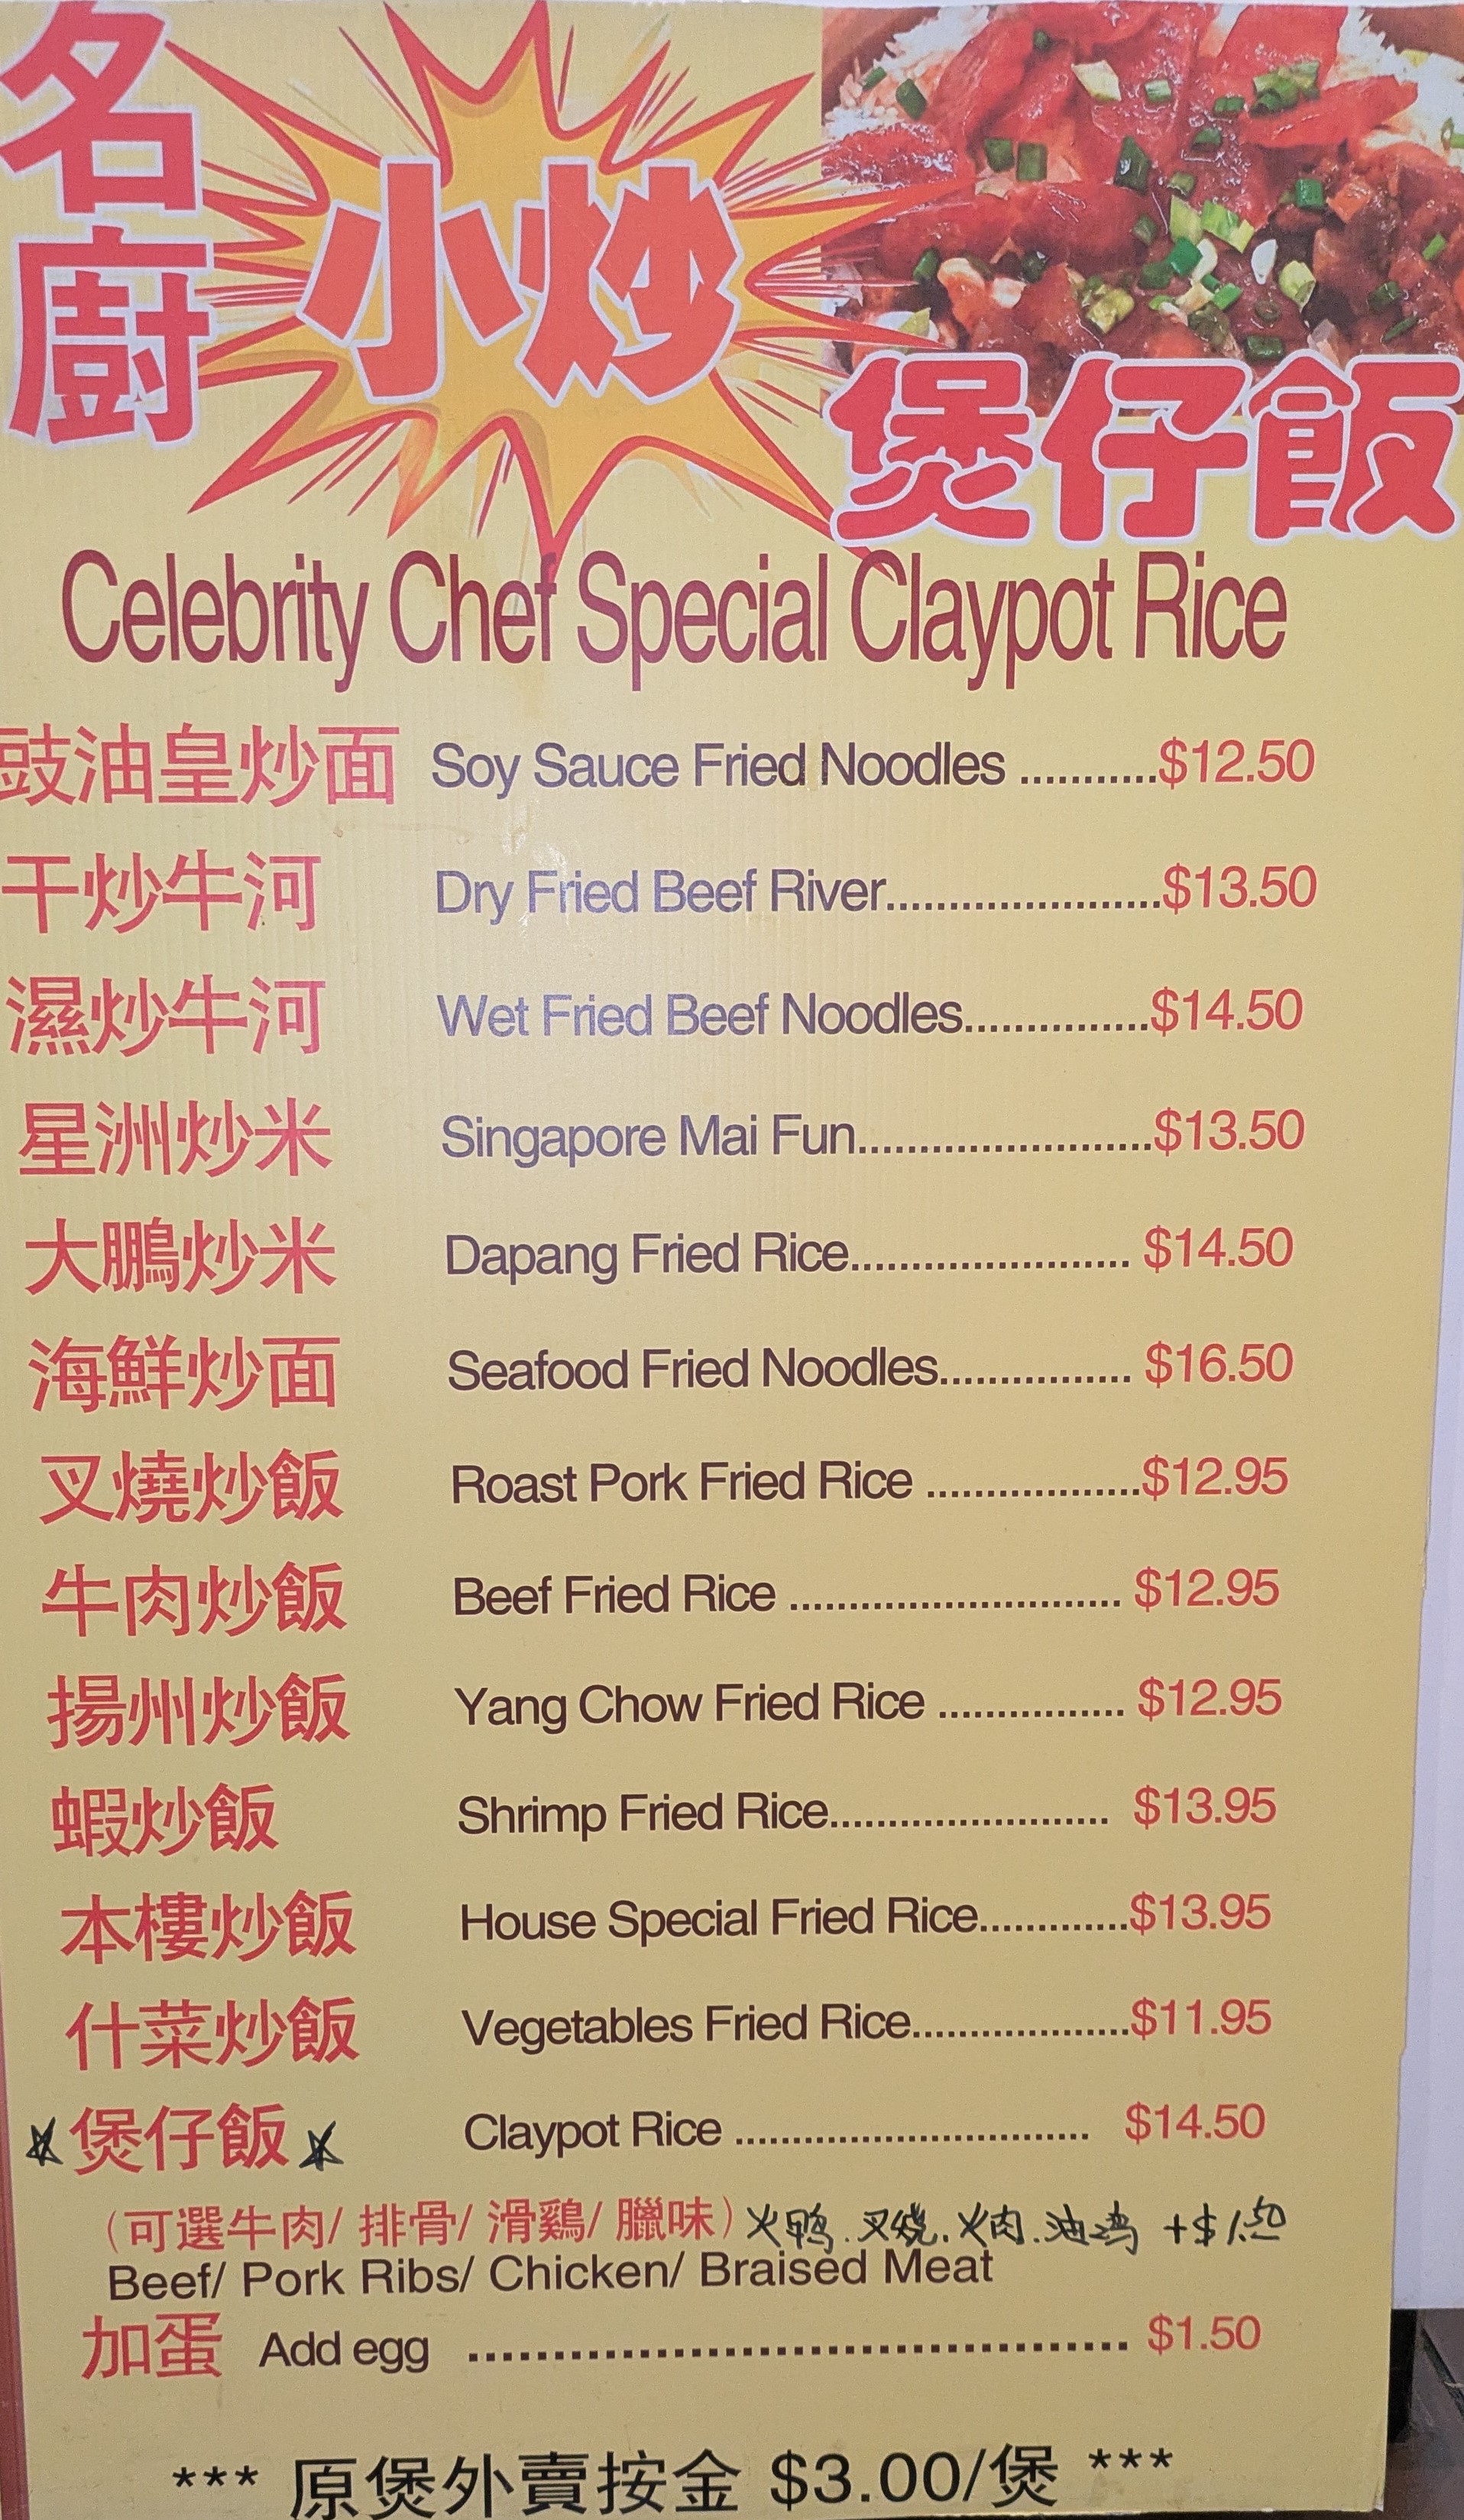 名廚
小炒
煲仔飯
Celebrity Chef Special Claypot Rice
豉油皇炒面 Soy Sauce Fried Noodles ...........$12.50
干炒牛河 Dry Fried Beef River......................$13.50
濕炒牛河 Wet Fried Beef Noodles...............$14.50
星洲炒米 Singapore Mai Fun........................$13.50
大鵬炒米 Dapang Fried Rice....................... $14.50
海鮮炒面 Seafood Fried Noodles................ $16.50
叉燒炒飯 Roast Pork Fried Rice ..................$12.95
牛肉炒飯 Beef Fried Rice ............................ $12.95
揚州炒飯 Yang Chow Fried Rice ................ $12.95
蝦炒飯 Shrimp Fried Rice........................ $13.95
本樓炒飯 House Special Fried Rice.............$13.95
什菜炒飯 Vegetables Fried Rice...................$11.95
煲仔飯 Claypot Rice ............................... $14.50
(可選牛肉/ 排骨/ 滑雞/ 臘味) 火鸭.叉烧.火肉.油鸡 +$1.50
Beef/ Pork Ribs/ Chicken/ Braised Meat
加蛋 Add egg ................................................ $1.50
*** 原煲外賣按金 $3.00/煲 ***